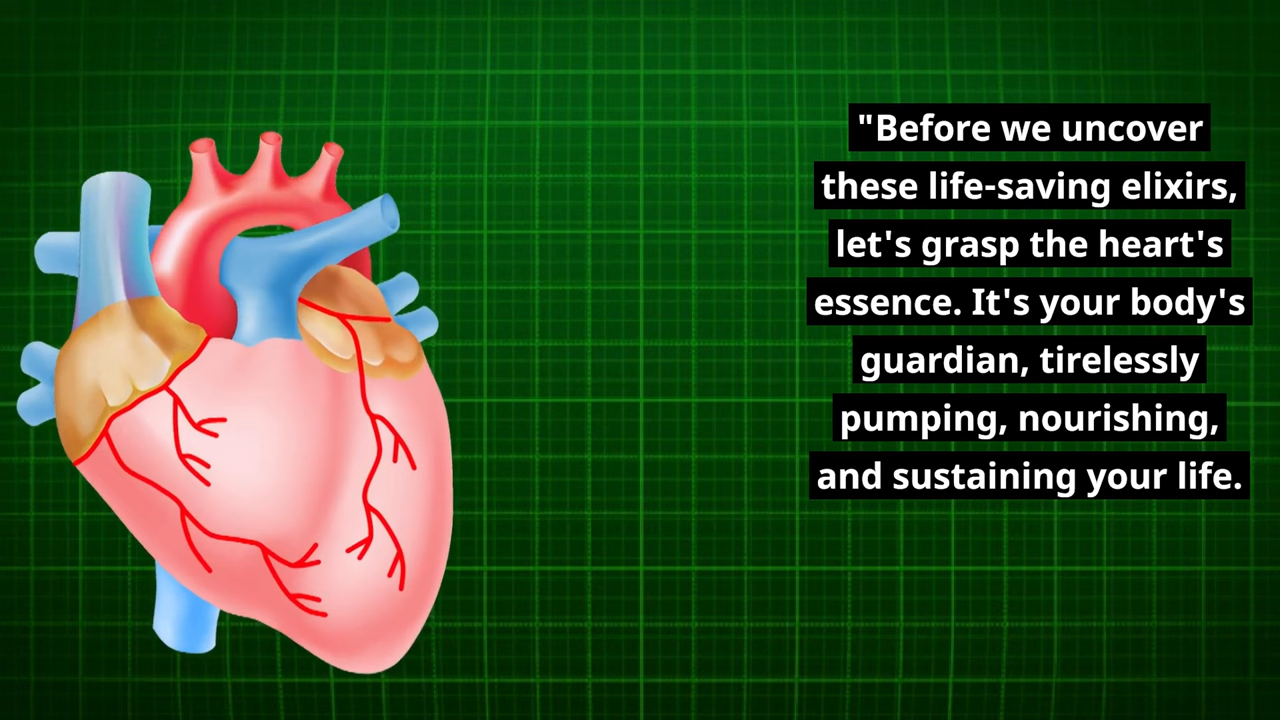 "Before we uncover
these life-saving elixirs,
let's grasp the heart's
essence. It's your body's
guardian, tirelessly
pumping, nourishing,
and sustaining your life.